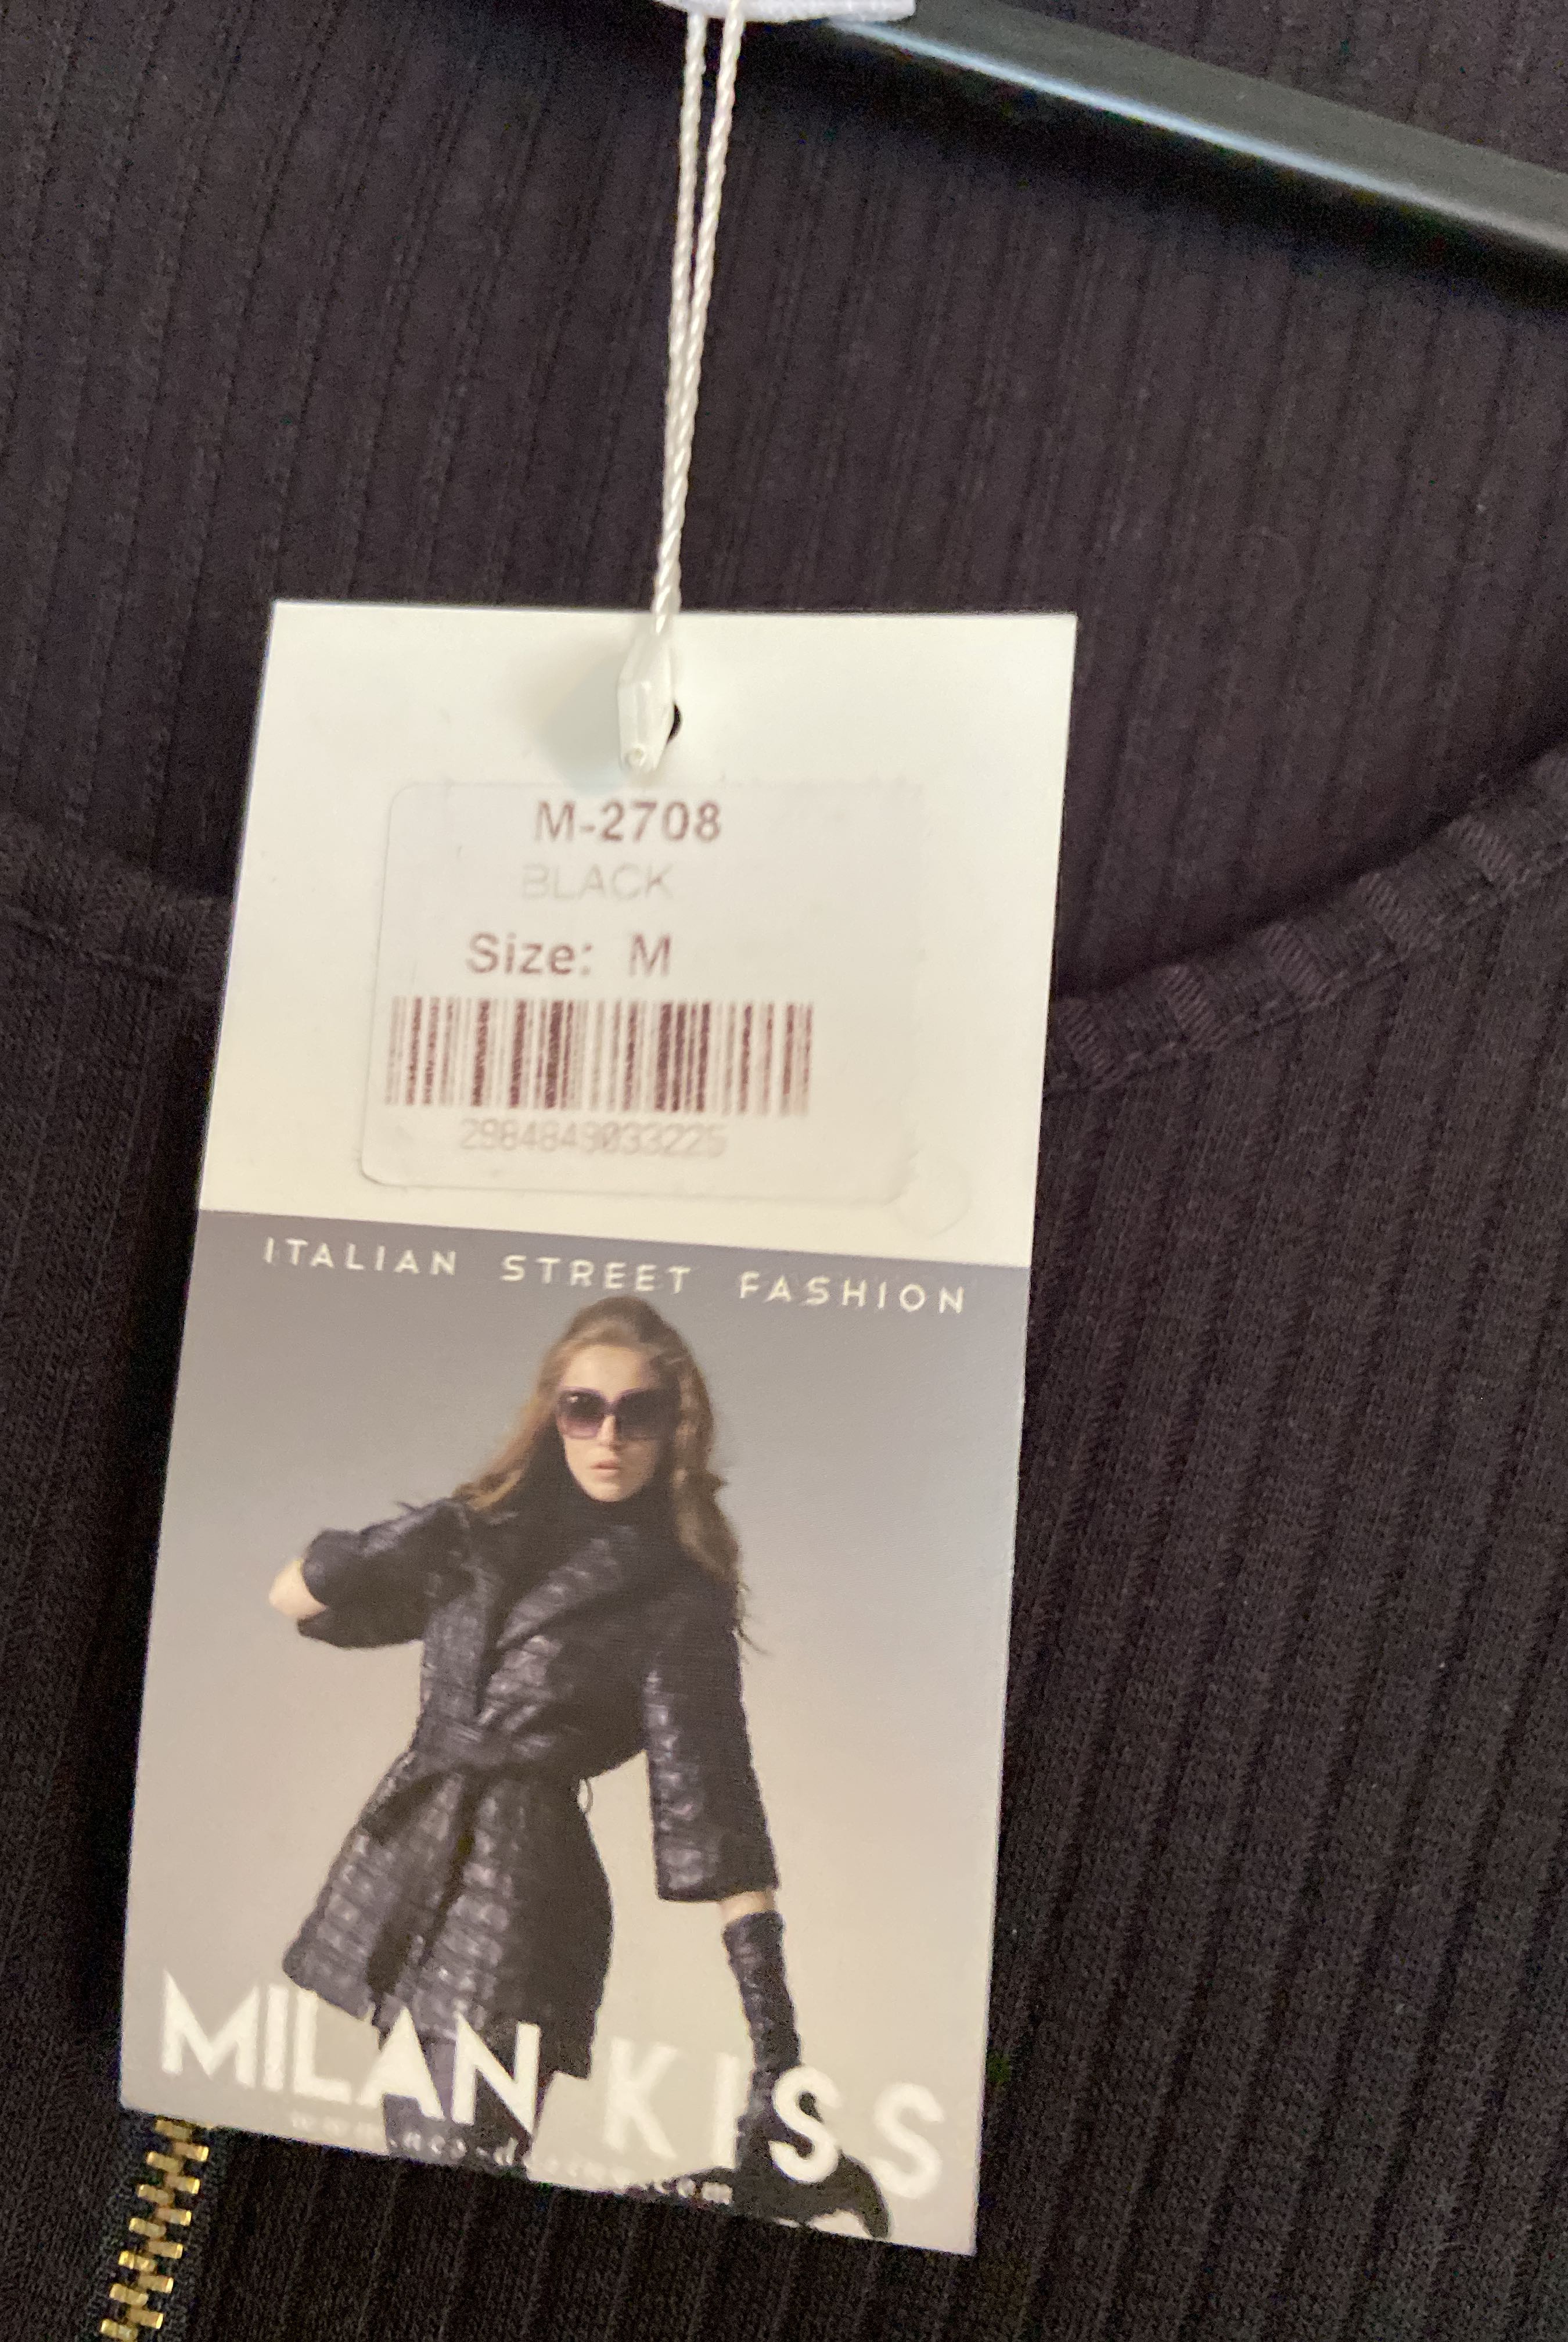 M-2708
BLACK
Size: M
2984849033225
ITALIAN STREET FASHION
MILAN KISS